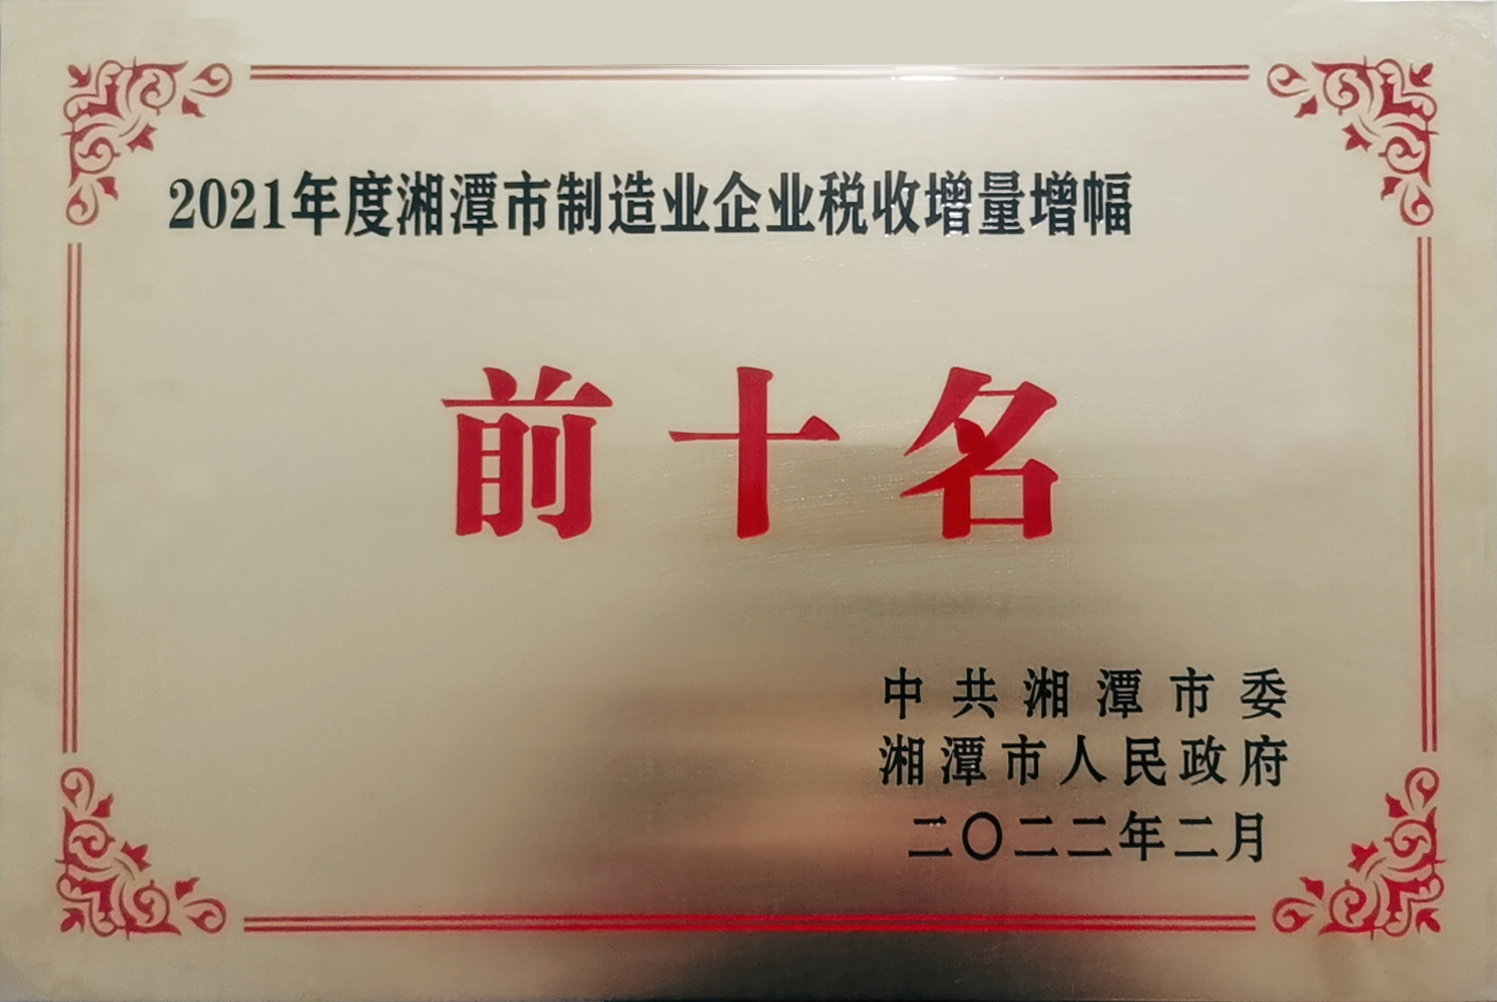 2021年度湘潭市制造业企业税收增量增幅
前十名
中共湘潭市委
湘潭市人民政府
二〇二二年二月